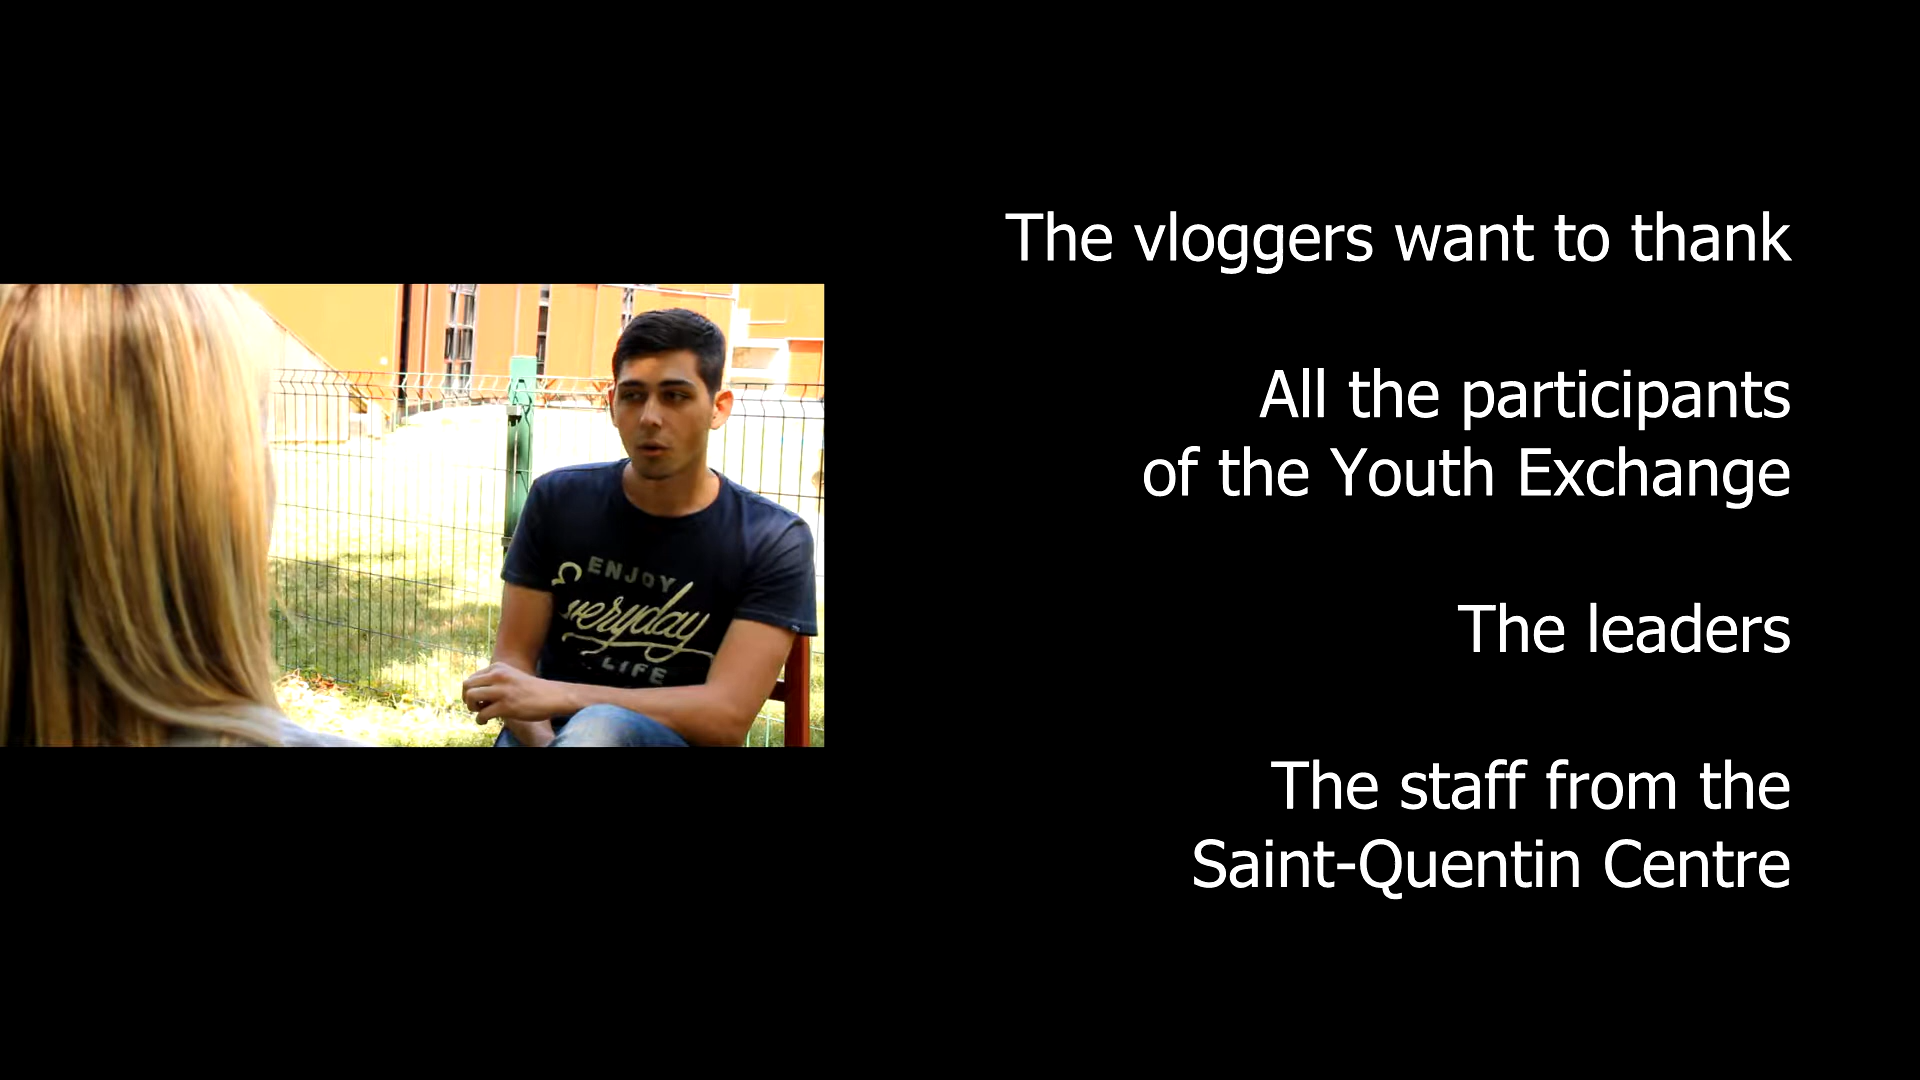 The vloggers want to thank
All the participants
of the Youth Exchange
The leaders
The staff from the
Saint-Quentin Centre
ENJOY
everyday
LIFE